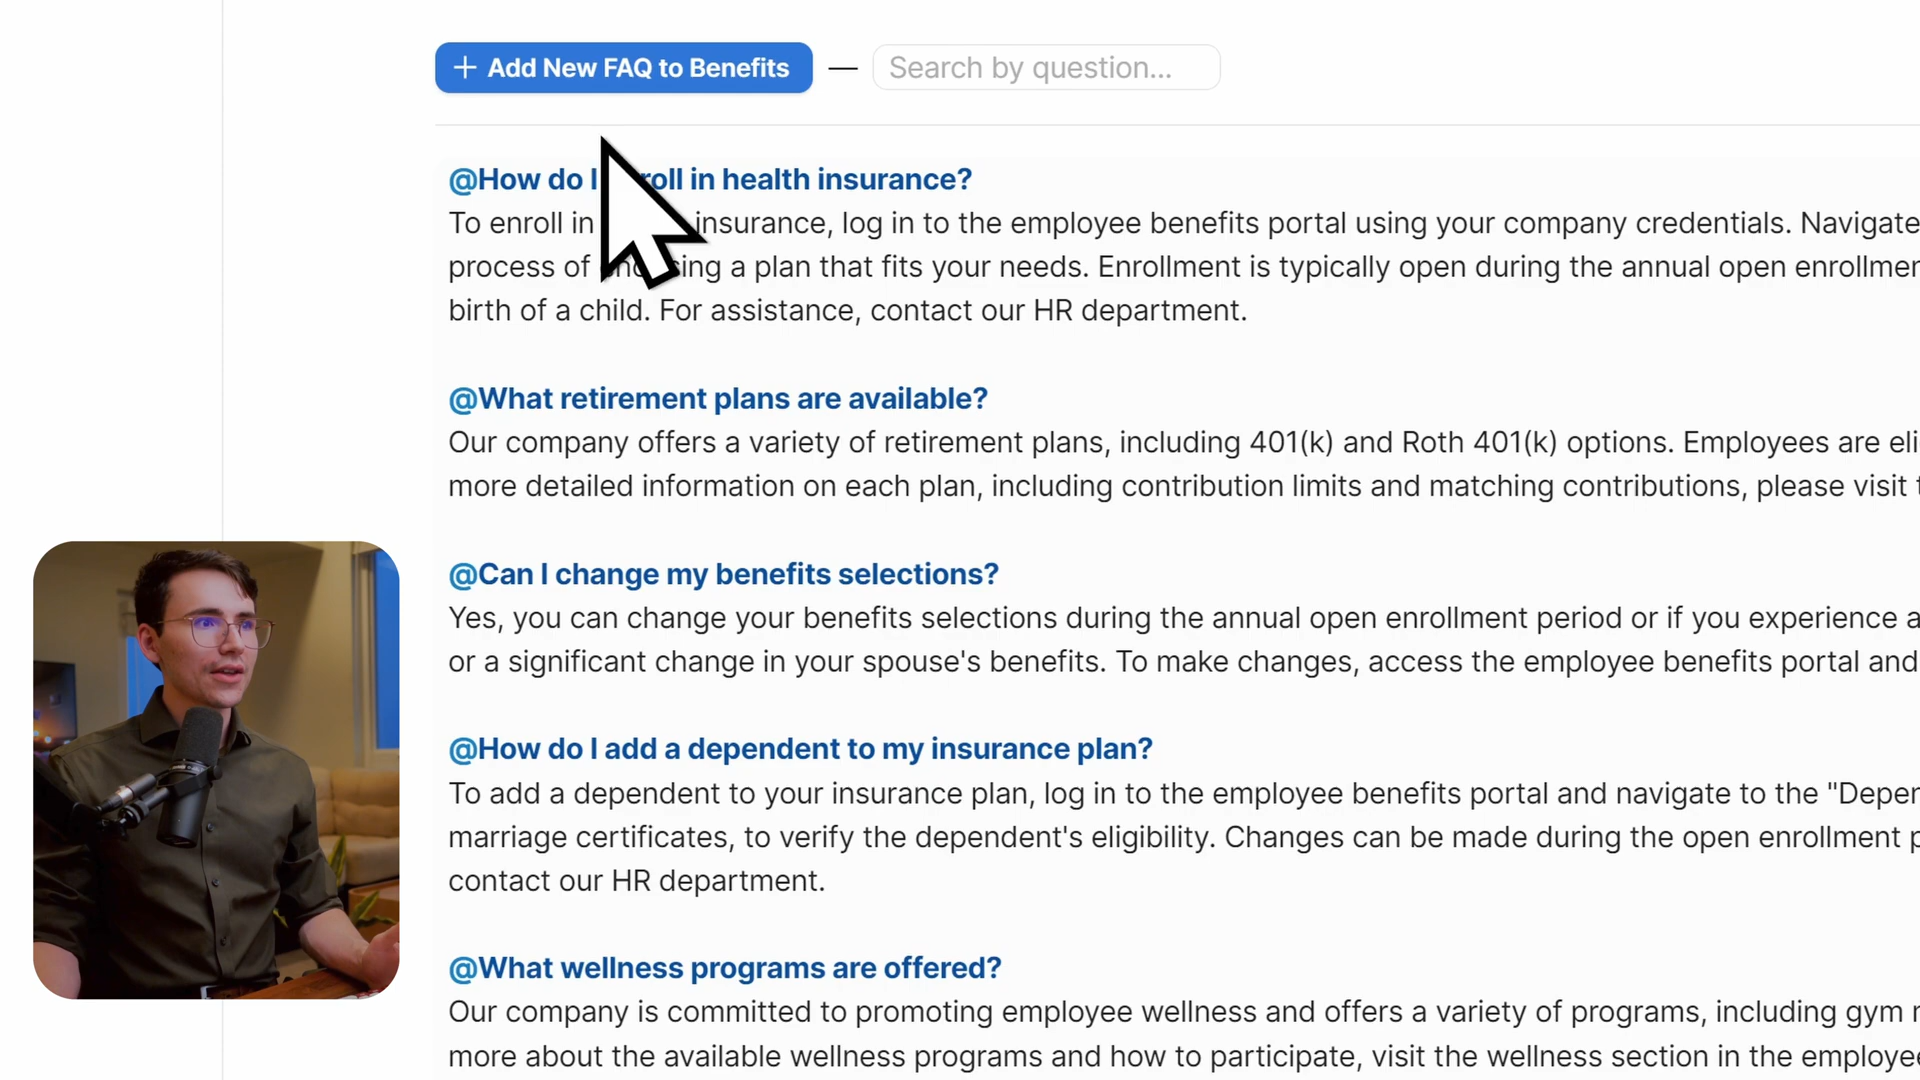 + Add New FAQ to Benefits — Search by question...
@How do I roll in health insurance?
To enroll in insurance, log in to the employee benefits portal using your company credentials. Navigate
process of a plan that fits your needs. Enrollment is typically open during the annual open
birth of a child. For assistance, contact our HR department.
@What retirement plans are available?
Our company offers a variety of retirement plans, including 401(k) and Roth 401(k) options. Employees are
more detailed information on each plan, including contribution limits and matching contributions, please visit
@Can I change my benefits selections?
Yes, you can change your benefits selections during the annual open enrollment period or if you experience a
or a significant change in your spouse's benefits. To make changes, access the employee benefits portal and
@How do I add a dependent to my insurance plan?
To add a dependent to your insurance plan, log in to the employee benefits portal and navigate to the "Deper
marriage certificates, to verify the dependent's eligibility. Changes can be made during the open enrollment
contact our HR department.
@What wellness programs are offered?
Our company is committed to promoting employee wellness and offers a variety of programs, including gym
more about the available wellness programs and how to participate, visit the wellness section in the employee